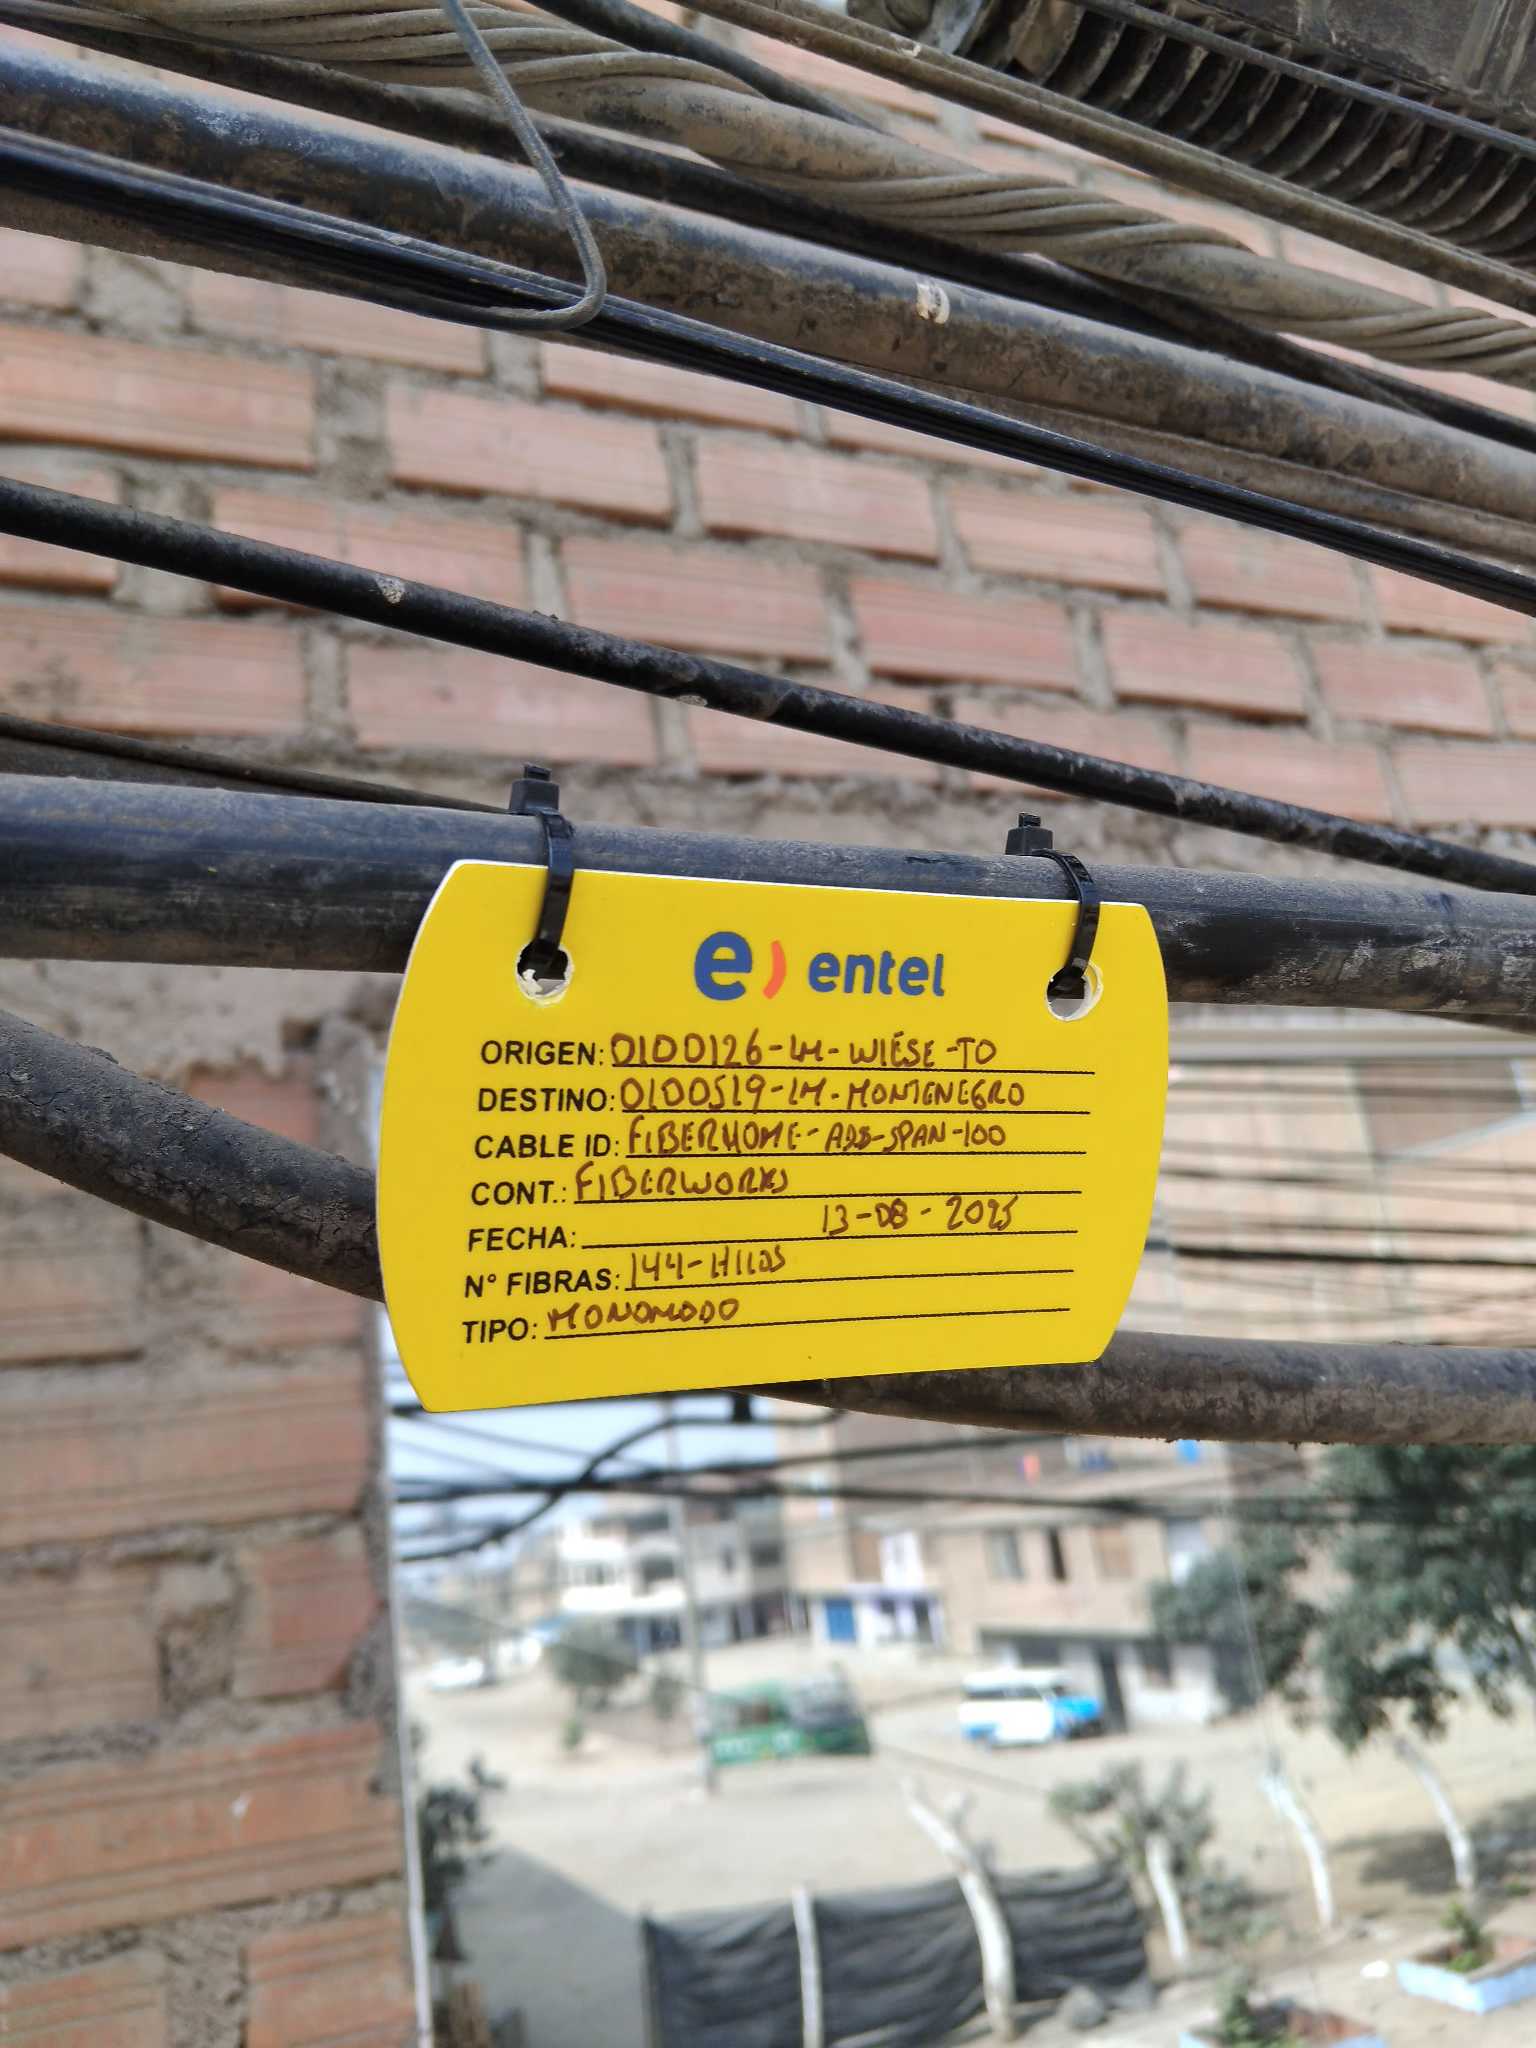 e) entel
ORIGEN: 0100126-LM-WIESE-TO
DESTINO: 0100519-LM-MONTENEGRO
CABLE ID: FIBERHOME-ADS-SPAN-100
CONT.: FIBERWORKS
FECHA: 13-08-2025
N° FIBRAS: 144-HILOS
TIPO: MONOMODO